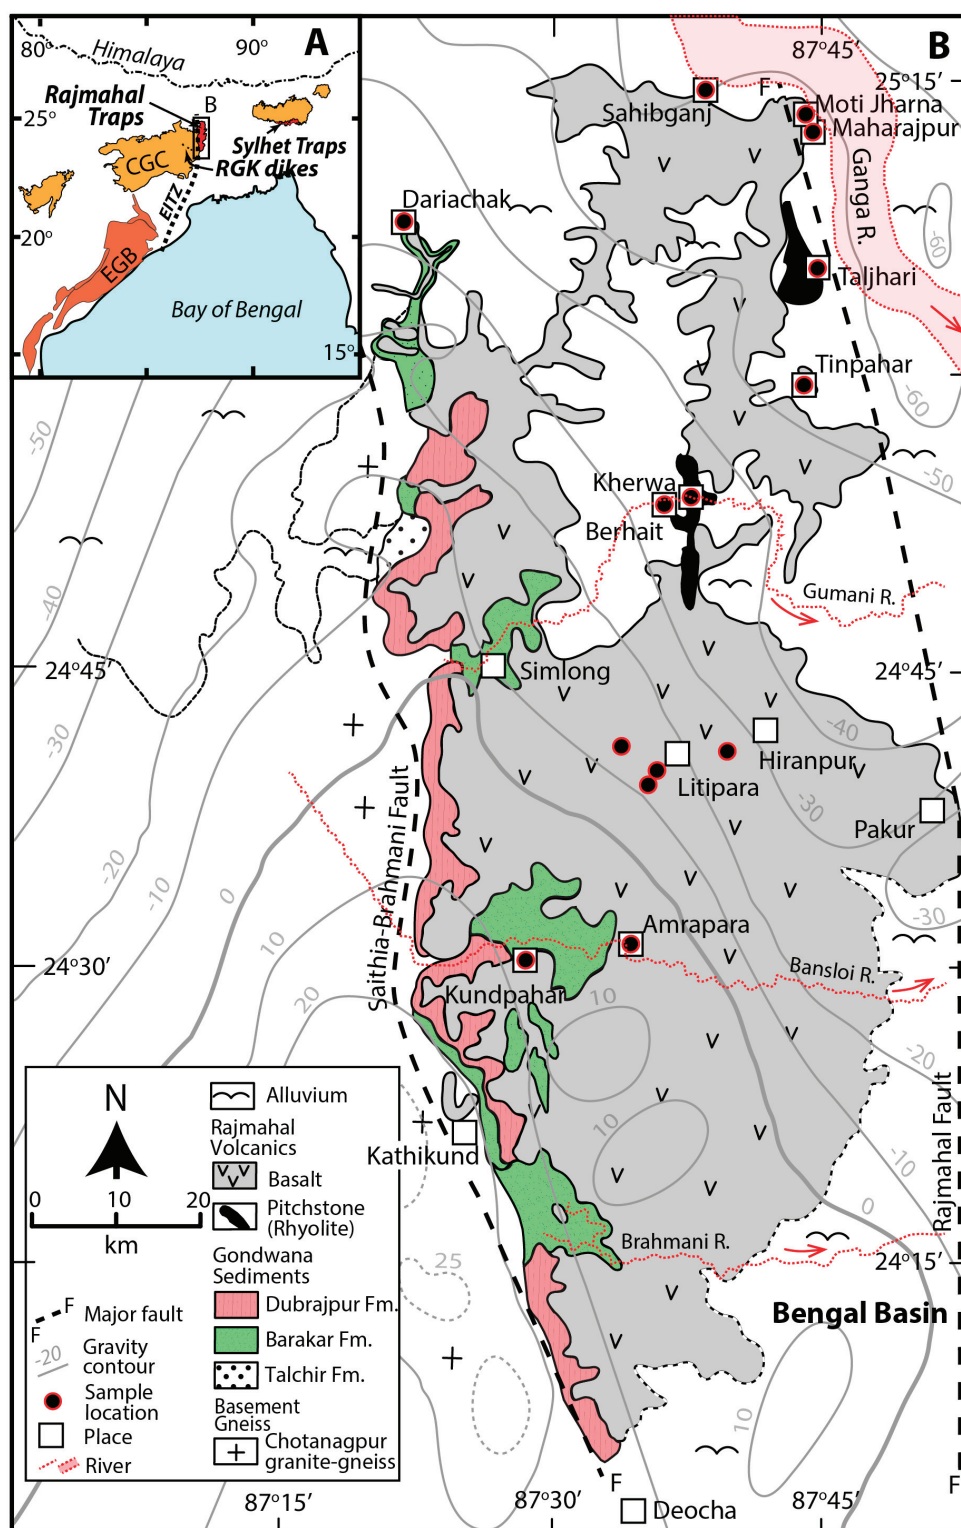 80°
90°
A
Himalaya
Rajmahal
Traps
B
25°
Sylhet Traps
CGC
RGK dikes
EITZ
20°
EGB
Bay of Bengal
15°
87°45′
B
25°15′
F
Sahibganj
Moti Jharna
Maharajpur
Ganga R.
-60
Dariachak
Taljhari
Tinpahar
-60
-50
-50
Kherwa
Berhait
Gumani R.
-40
24°45′
Simlong
24°45′
-40
-30
Hiranpur
Litipara
-30
Pakur
-20
Saithia-Brahmani Fault
-10
0
-30
10
Amrapara
24°30′
Bansloi R.
Kundpahar
20
10
-20
Rajmahal Fault
10
Kathikund
-10
0
Brahmani R.
25
24°15′
Bengal Basin
10
F
F
Deocha
87°15′
87°30′
87°45′
N
0
10
20
km
F
F
Major fault
-20
Gravity
contour
Sample
location
Place
River
Alluvium
Rajmahal
Volcanics
Basalt
Pitchstone
(Rhyolite)
Gondwana
Sediments
Dubrajpur Fm.
Barakar Fm.
Talchir Fm.
Basement
Gneiss
Chotanagpur
granite-gneiss